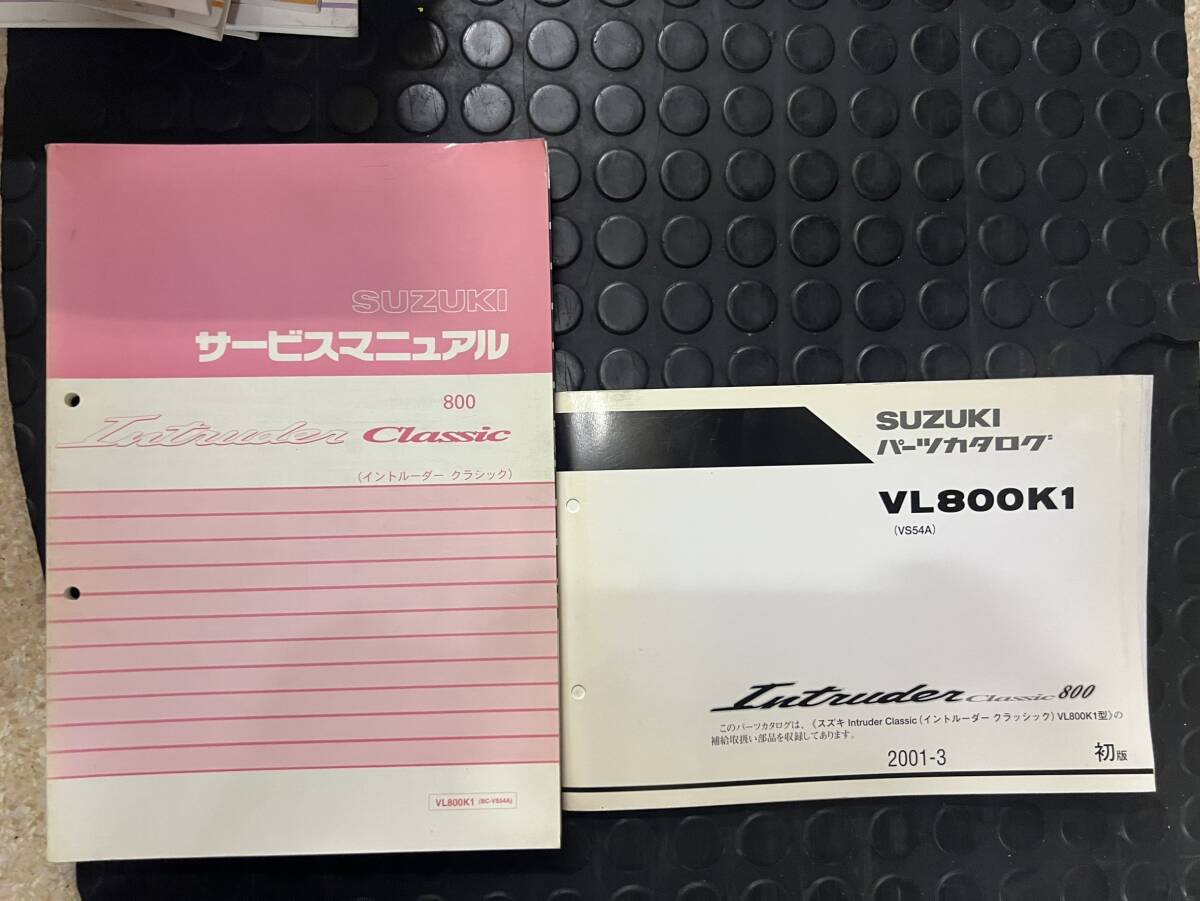 SUZUKI
サービスマニュアル
800
Intruder Classic
(イントルーダー クラシック)
VL800K1 (BC-VS54A)
SUZUKI
パーツカタログ
VL800K1
(VS54A)
Intruder Classic 800
このパーツカタログは、《スズキ Intruder Classic (イントルーダー クラッシック) VL800K1型》の
補給取扱い部品を収録してあります。
2001-3 初版